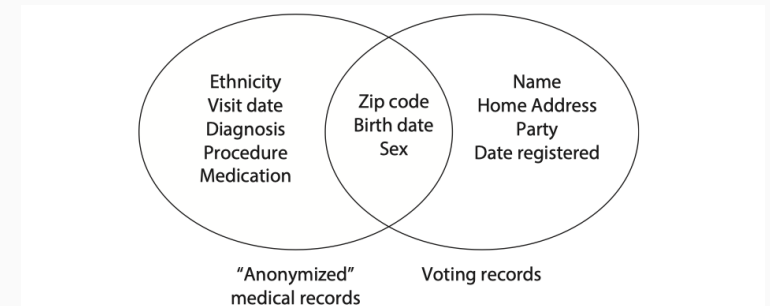 Ethnicity
Visit date
Diagnosis
Procedure
Medication
Zip code
Birth date
Sex
Name
Home Address
Party
Date registered
“Anonymized”
medical records
Voting records